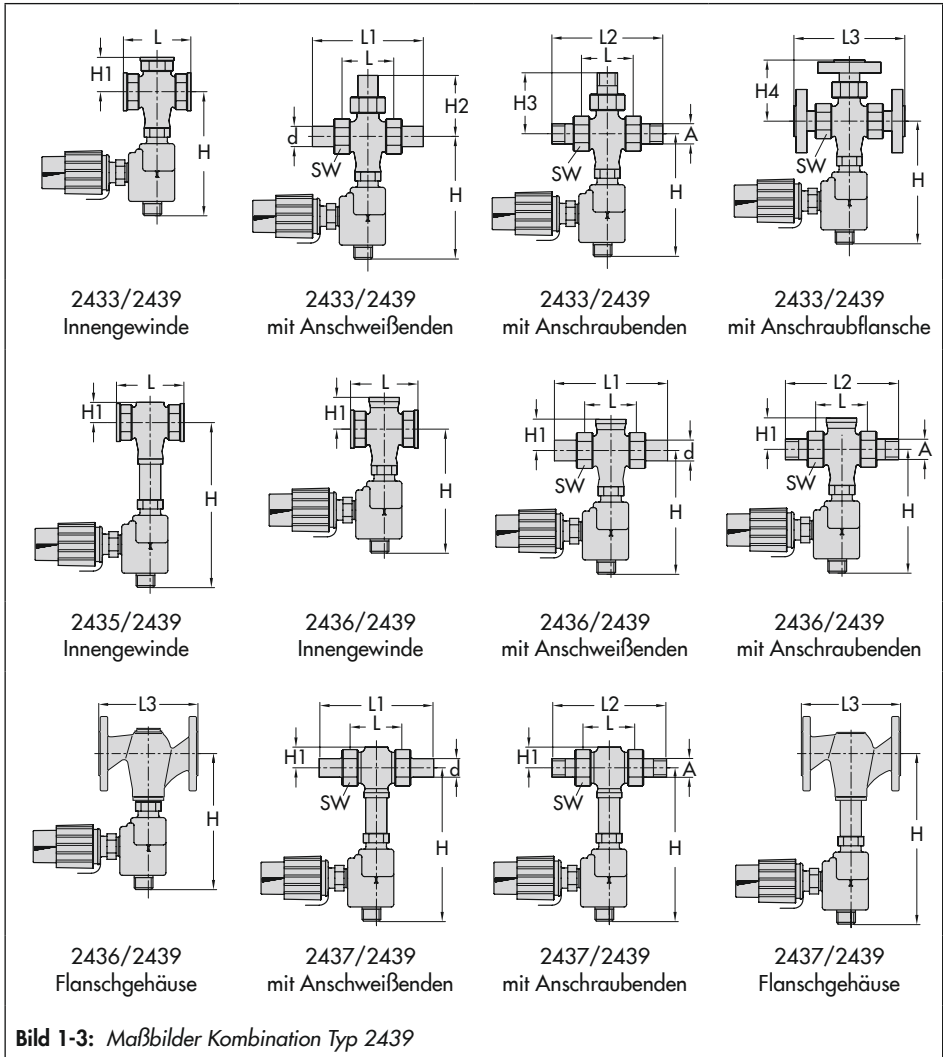 L
H1
H
L1
L
H2
d
SW
H
L2
L
H3
A
SW
H
L3
H4
SW
H
2433/2439
Innengewinde
2433/2439
mit Anschweißenden
2433/2439
mit Anschraubenden
2433/2439
mit Anschraubflansche
L
H1
H
L
H1
H
L1
L
H1
d
SW
H
L2
L
H1
A
SW
H
2435/2439
Innengewinde
2436/2439
Innengewinde
2436/2439
mit Anschweißenden
2436/2439
mit Anschraubenden
L3
H
L1
L
H1
d
SW
H
L2
L
H1
A
SW
H
L3
H
2436/2439
Flanschgehäuse
2437/2439
mit Anschweißenden
2437/2439
mit Anschraubenden
2437/2439
Flanschgehäuse
Bild 1-3: Maßbilder Kombination Typ 2439